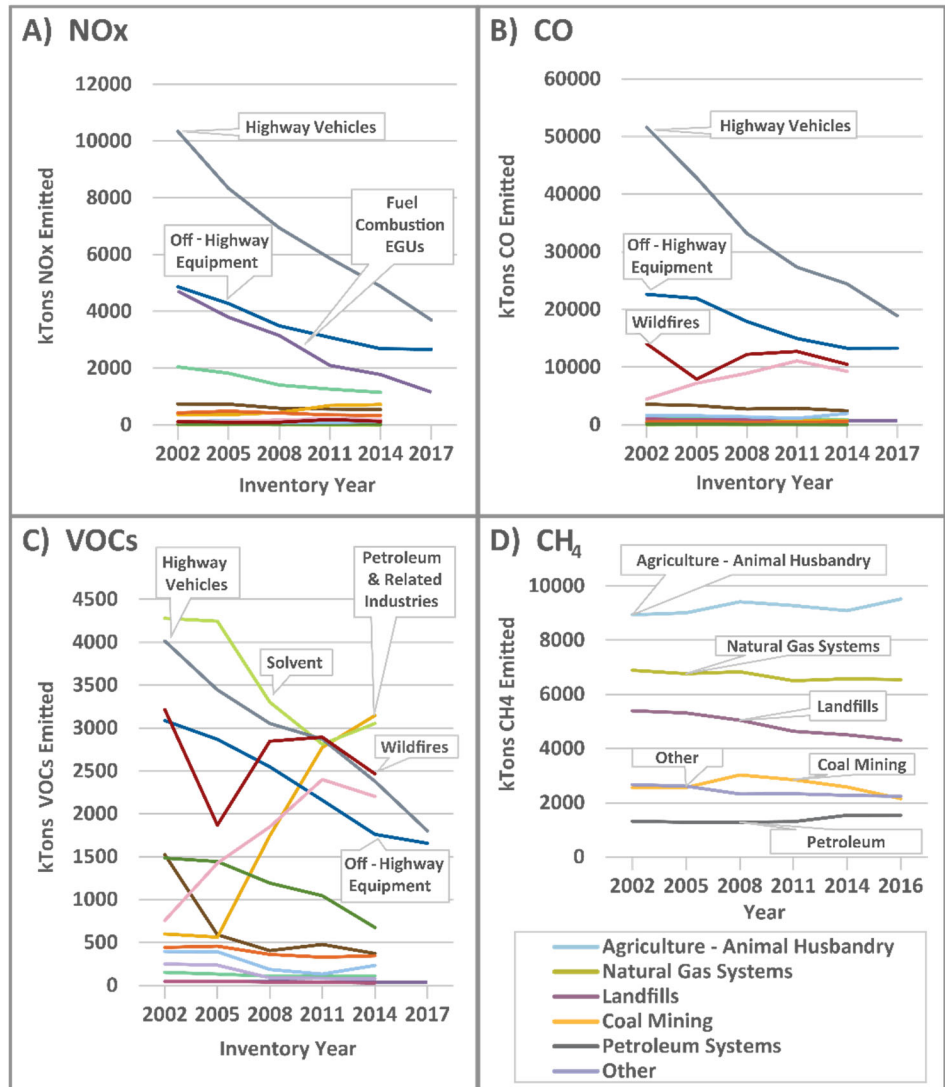 A) NOx
kTons NOx Emitted
12000
10000
8000
6000
4000
2000
0
Highway Vehicles
Off - Highway
Equipment
Fuel
Combustion
EGUs
2002 2005 2008 2011 2014 2017
Inventory Year
B) CO
kTons CO Emitted
60000
50000
40000
30000
20000
10000
0
Highway Vehicles
Off - Highway
Equipment
Wildfires
2002 2005 2008 2011 2014 2017
Inventory Year
C) VOCs
kTons VOCs Emitted
4500
4000
3500
3000
2500
2000
1500
1000
500
0
Highway
Vehicles
Solvent
Petroleum
& Related
Industries
Wildfires
Off - Highway
Equipment
2002 2005 2008 2011 2014 2017
Inventory Year
D) CH4
kTons CH4 Emitted
10000
8000
6000
4000
2000
0
Agriculture - Animal Husbandry
Natural Gas Systems
Landfills
Other
Coal Mining
Petroleum
2002 2005 2008 2011 2014 2016
Year
Agriculture - Animal Husbandry
Natural Gas Systems
Landfills
Coal Mining
Petroleum Systems
Other